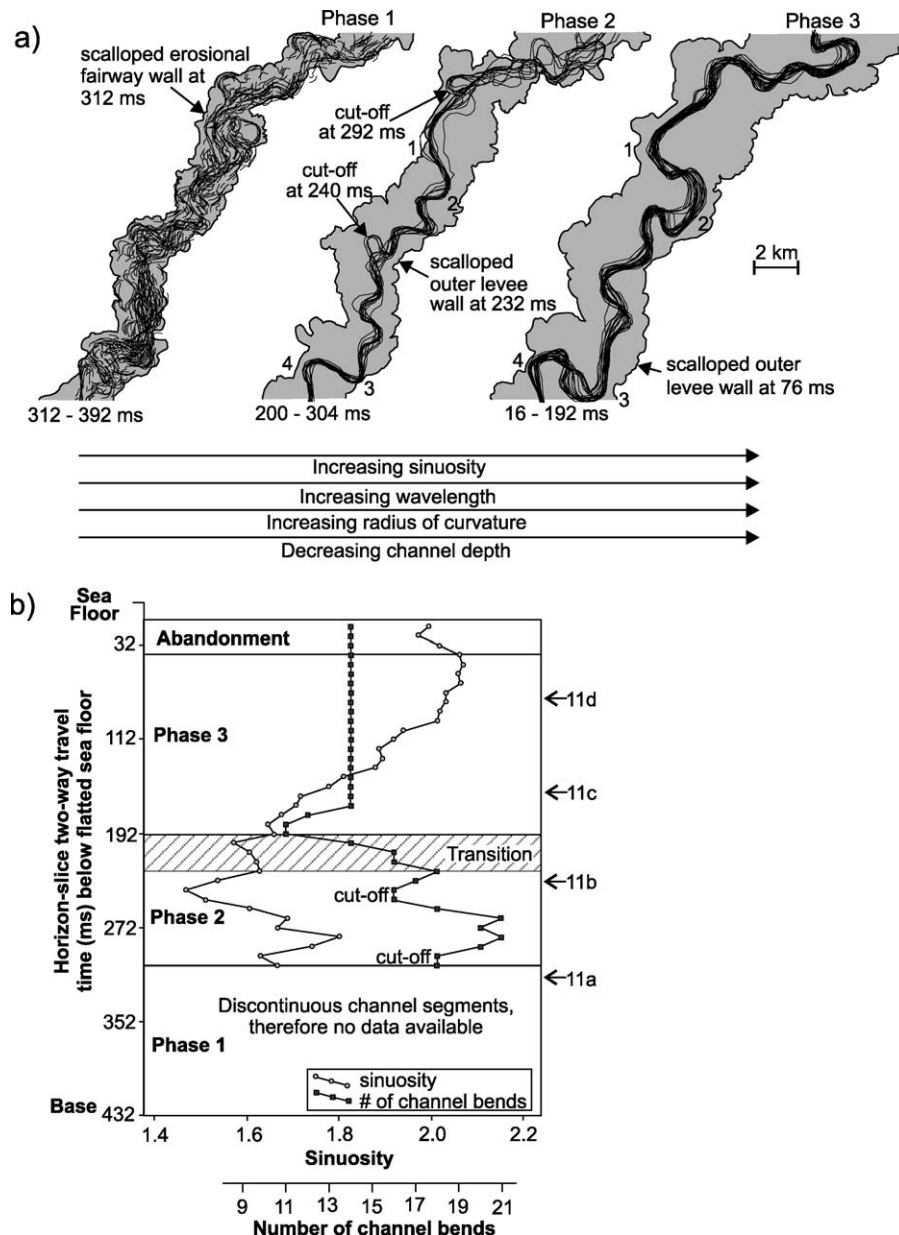 a)
Phase 1
Phase 2
Phase 3
scalloped erosional
fairway wall at
312 ms
cut-off
at 292 ms
1
cut-off
at 240 ms
2
scalloped
outer levee
wall at 232 ms
4
3
1
2
2 km
4
3
scalloped outer
levee wall at 76 ms
312 - 392 ms
200 - 304 ms
16 - 192 ms
Increasing sinuosity
Increasing wavelength
Increasing radius of curvature
Decreasing channel depth
b)
Sea
Floor
Abandonment
32
11d
Phase 3
112
11c
192
Transition
11b
cut-off
Phase 2
272
cut-off
11a
Discontinuous channel segments,
therefore no data available
352
Phase 1
sinuosity
# of channel bends
Base
432
Horizon-slice two-way travel
time (ms) below flatted sea floor
1.4 1.6 1.8 2.0 2.2
Sinuosity
9 11 13 14 16 18 19 21
Number of channel bends